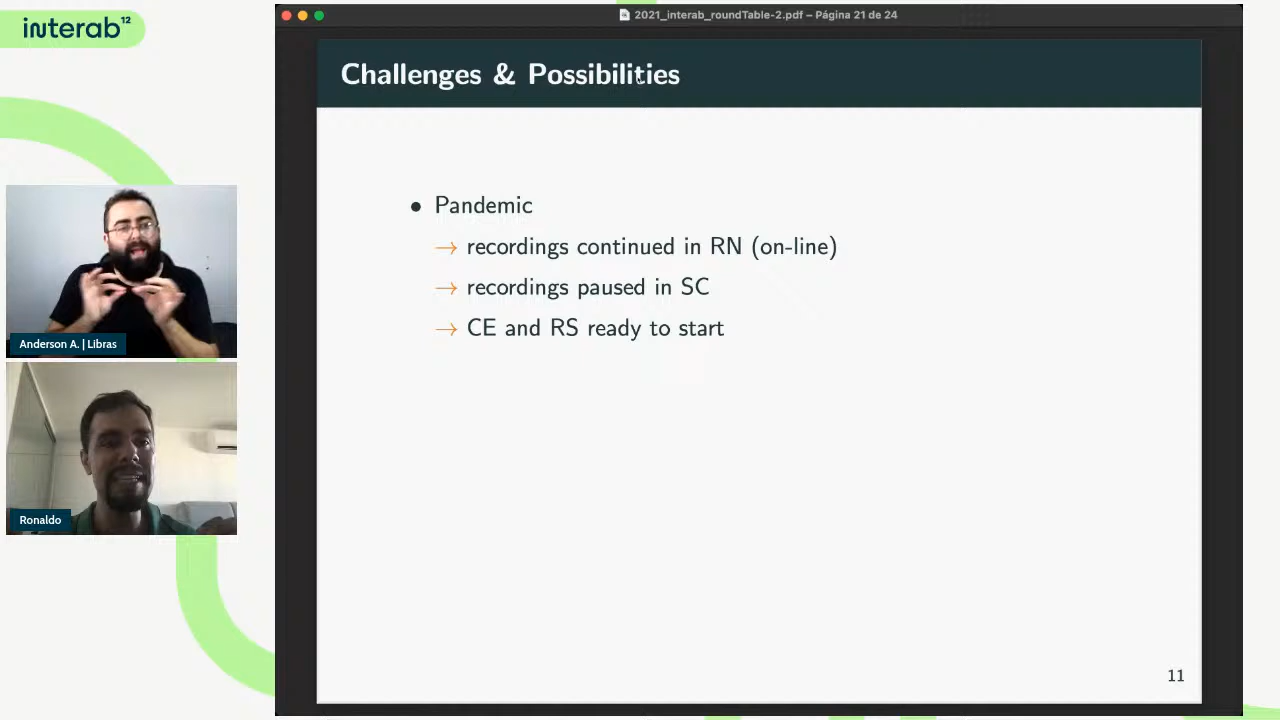 interab¹²
2021_interab_roundTable-2.pdf – Página 21 de 24
Challenges & Possibilities
• Pandemic
→ recordings continued in RN (on-line)
→ recordings paused in SC
→ CE and RS ready to start
11
Anderson A. | Libras
Ronaldo